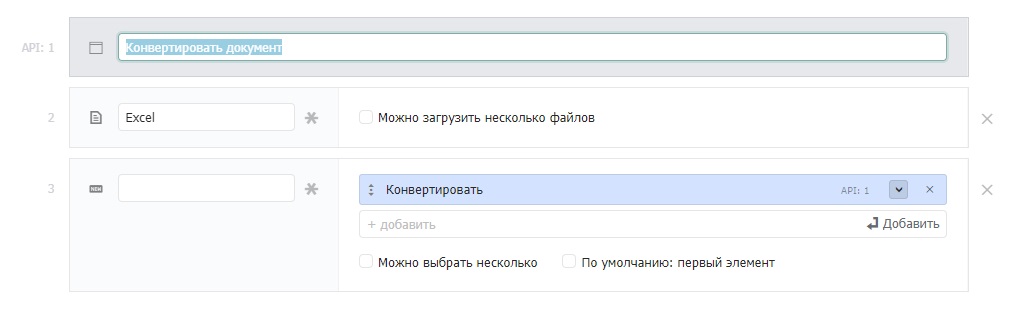 API: 1
Конвертировать документ
2
Excel
Можно загрузить несколько файлов
3
NEW
Конвертировать API: 1
+ добавить Добавить
Можно выбрать несколько По умолчанию: первый элемент